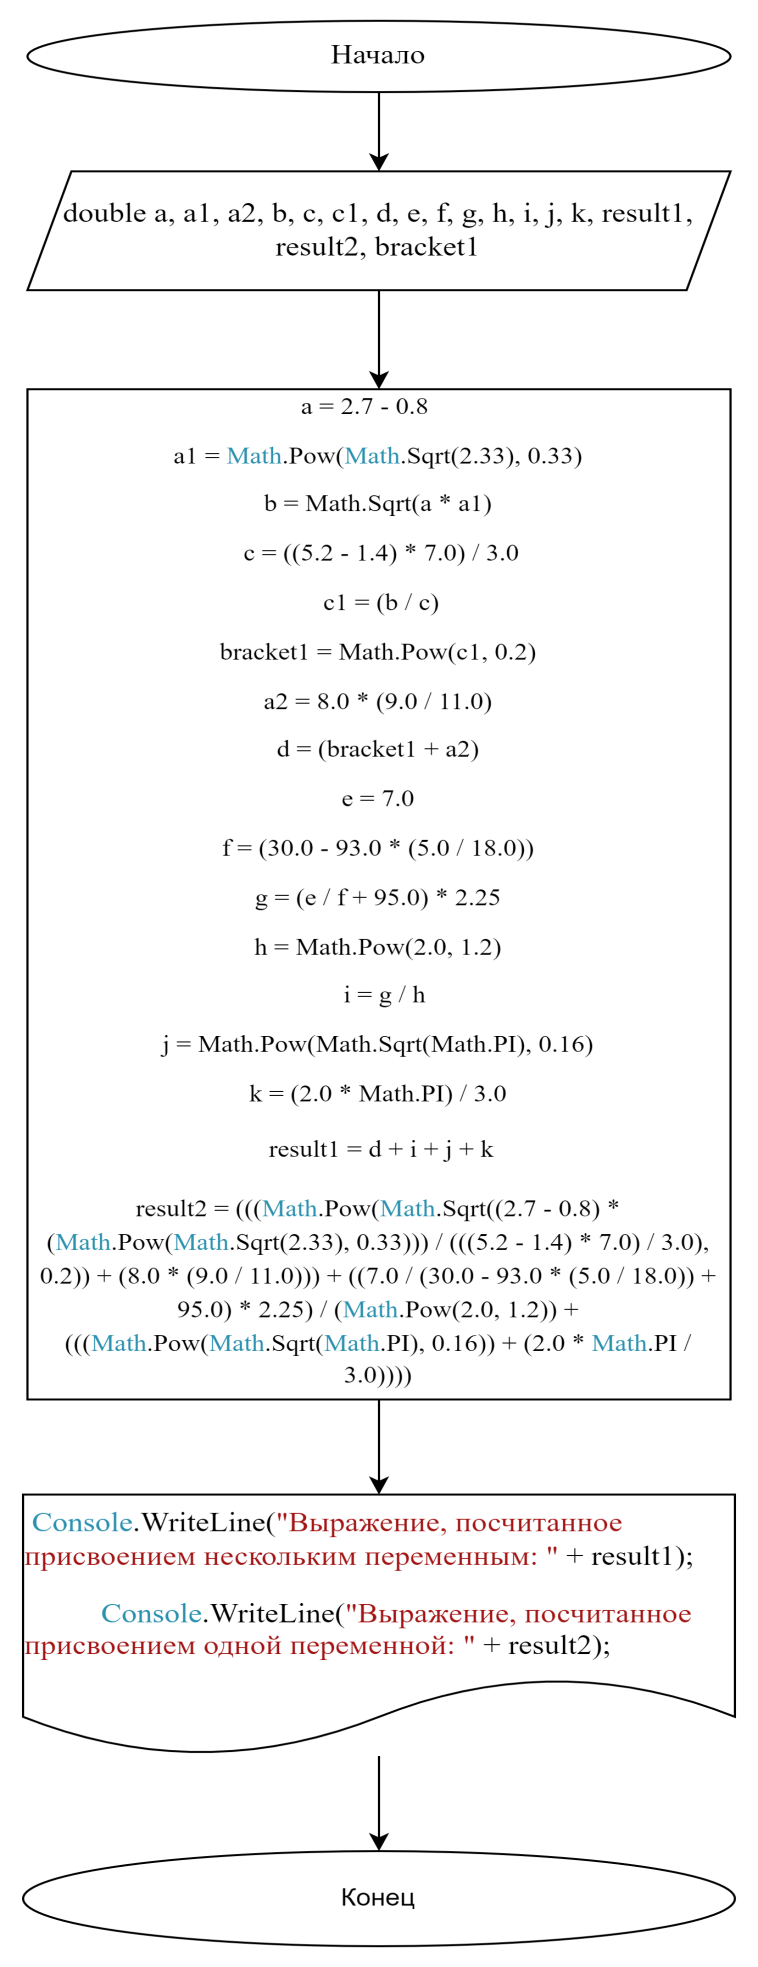 Начало
double a, a1, a2, b, c, c1, d, e, f, g, h, i, j, k, result1,
result2, bracket1
a = 2.7 - 0.8
a1 = Math.Pow(Math.Sqrt(2.33), 0.33)
b = Math.Sqrt(a * a1)
c = ((5.2 - 1.4) * 7.0) / 3.0
c1 = (b / c)
bracket1 = Math.Pow(c1, 0.2)
a2 = 8.0 * (9.0 / 11.0)
d = (bracket1 + a2)
e = 7.0
f = (30.0 - 93.0 * (5.0 / 18.0))
g = (e / f + 95.0) * 2.25
h = Math.Pow(2.0, 1.2)
i = g / h
j = Math.Pow(Math.Sqrt(Math.PI), 0.16)
k = (2.0 * Math.PI) / 3.0
result1 = d + i + j + k
result2 = (((Math.Pow(Math.Sqrt((2.7 - 0.8) *
(Math.Pow(Math.Sqrt(2.33), 0.33))) / (((5.2 - 1.4) * 7.0) / 3.0),
0.2)) + (8.0 * (9.0 / 11.0))) + ((7.0 / (30.0 - 93.0 * (5.0 / 18.0)) +
95.0) * 2.25) / (Math.Pow(2.0, 1.2)) +
(((Math.Pow(Math.Sqrt(Math.PI), 0.16)) + (2.0 * Math.PI /
3.0))))
Console.WriteLine("Выражение, посчитанное
присвоением нескольким переменным: " + result1);
Console.WriteLine("Выражение, посчитанное
присвоением одной переменной: " + result2);
Конец